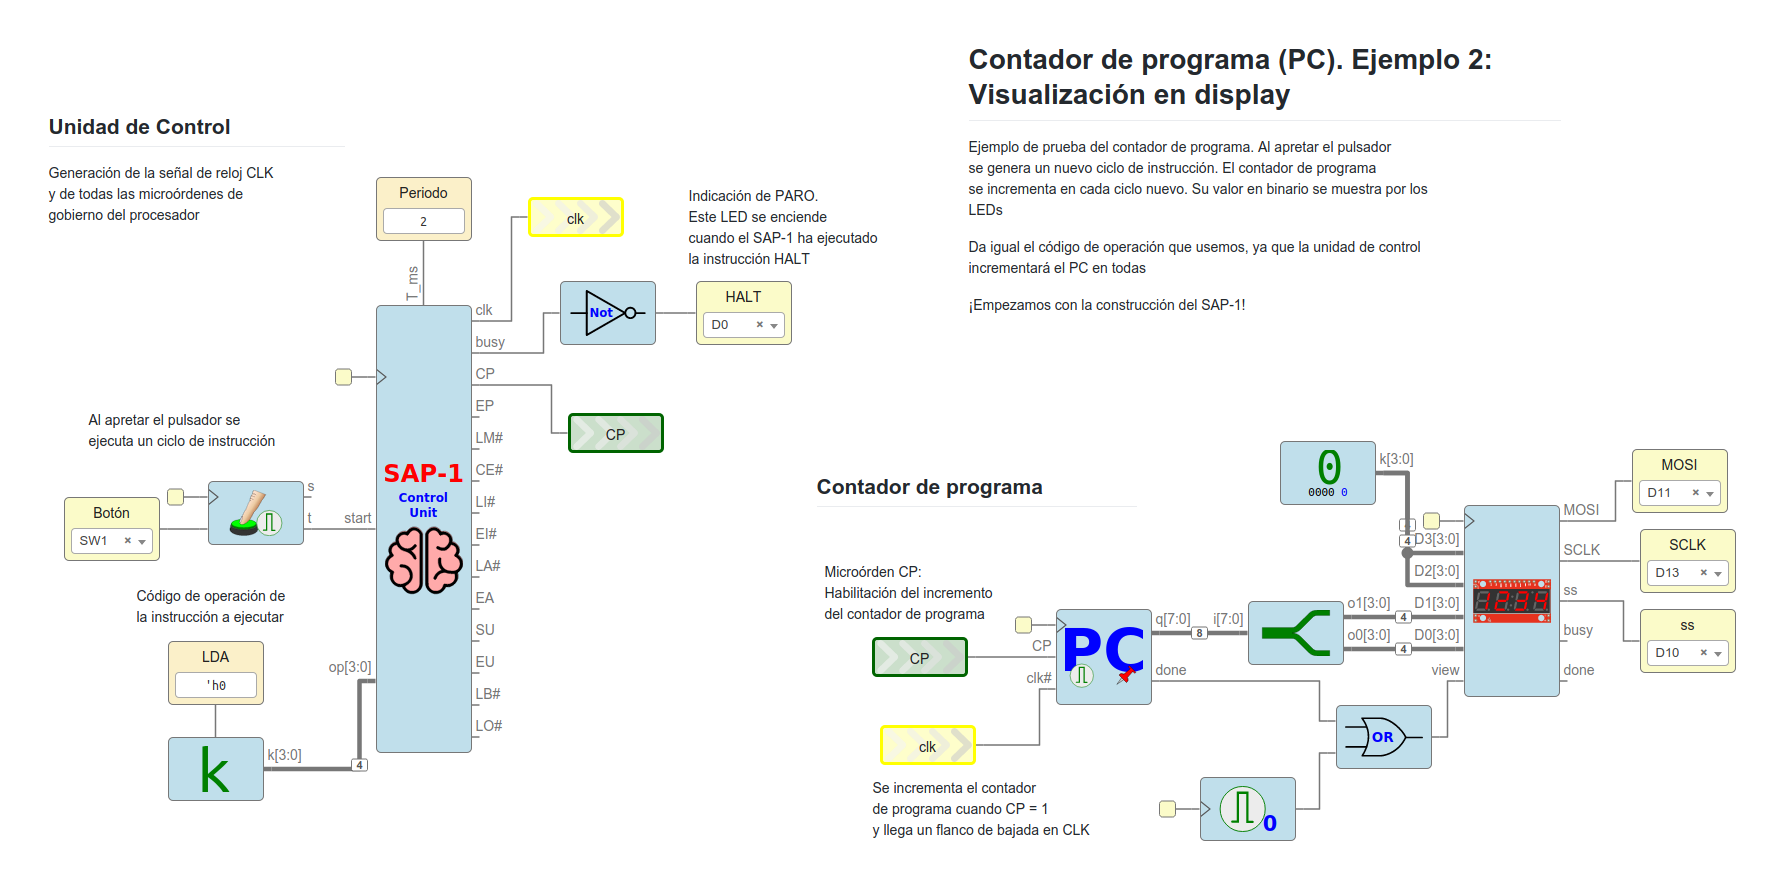 Contador de programa (PC). Ejemplo 2:
Visualización en display
Ejemplo de prueba del contador de programa. Al apretar el pulsador
se genera un nuevo ciclo de instrucción. El contador de programa
se incrementa en cada ciclo nuevo. Su valor en binario se muestra por los
LEDs
Da igual el código de operación que usemos, ya que la unidad de control
incrementará el PC en todas
¡Empezamos con la construcción del SAP-1!
Unidad de Control
Generación de la señal de reloj CLK
y de todas las microórdenes de
gobierno del procesador
Periodo
2
T_ms
clk
Indicación de PARO.
Este LED se enciende
cuando el SAP-1 ha ejecutado
la instrucción HALT
Not
HALT
D0
CP
Al apretar el pulsador se
ejecuta un ciclo de instrucción
Botón
SW1
s
t
start
Código de operación de
la instrucción a ejecutar
LDA
'h0
k
k[3:0]
4
op[3:0]
SAP-1
Control
Unit
clk
busy
CP
EP
LM#
CE#
LI#
EI#
LA#
EA
SU
EU
LB#
LO#
Contador de programa
Microórden CP:
Habilitación del incremento
del contador de programa
CP
clk
Se incrementa el contador
de programa cuando CP = 1
y llega un flanco de bajada en CLK
CP
clk#
PC
q[7:0]
done
8
i[7:0]
o1[3:0]
o0[3:0]
4
4
0
0000 0
k[3:0]
4
D3[3:0]
D2[3:0]
D1[3:0]
D0[3:0]
view
OR
0
MOSI
SCLK
ss
busy
done
MOSI
D11
SCLK
D13
ss
D10